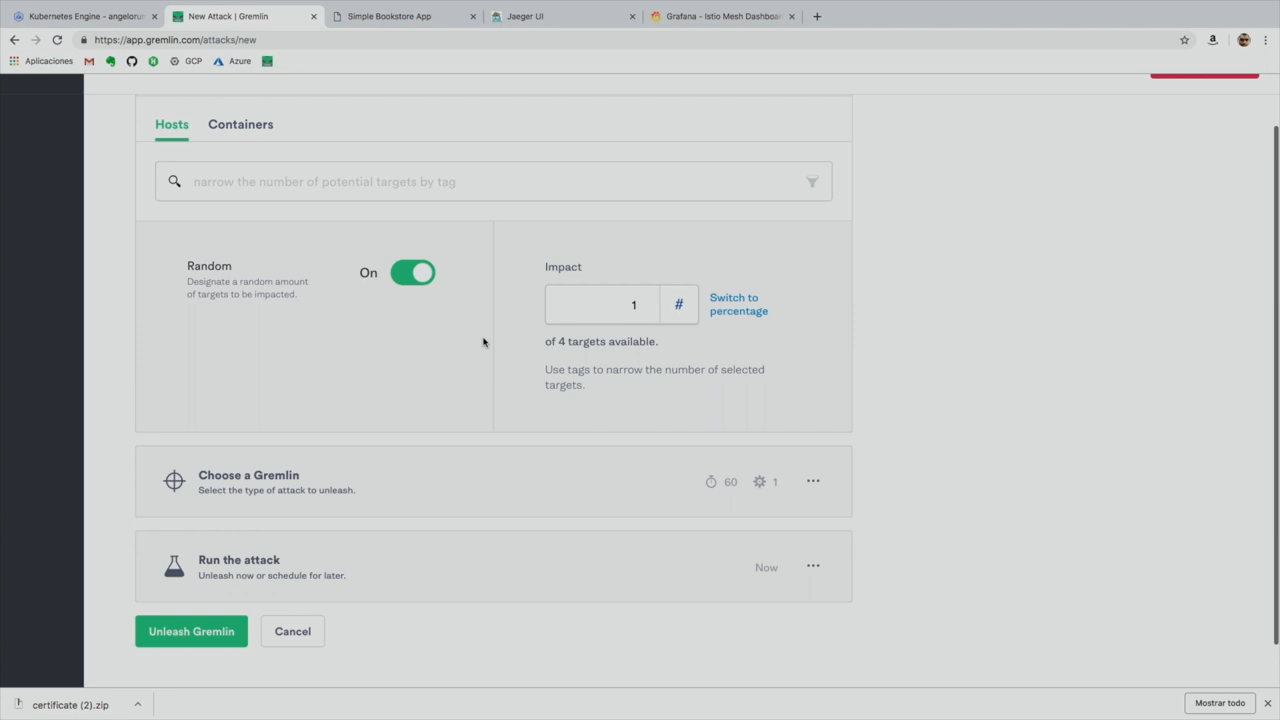 Kubernetes Engine - angelorun
New Attack | Gremlin
Simple Bookstore App
Jaeger UI
Grafana - Istio Mesh Dashboar
https://app.gremlin.com/attacks/new
Aplicaciones
GCP
Azure
Hosts
Containers
narrow the number of potential targets by tag
Random
Designate a random amount
of targets to be impacted.
On
Impact
1
#
Switch to
percentage
of 4 targets available.
Use tags to narrow the number of selected
targets.
Choose a Gremlin
Select the type of attack to unleash.
60
1
Run the attack
Unleash now or schedule for later.
Now
Unleash Gremlin
Cancel
certificate (2).zip
Mostrar todo